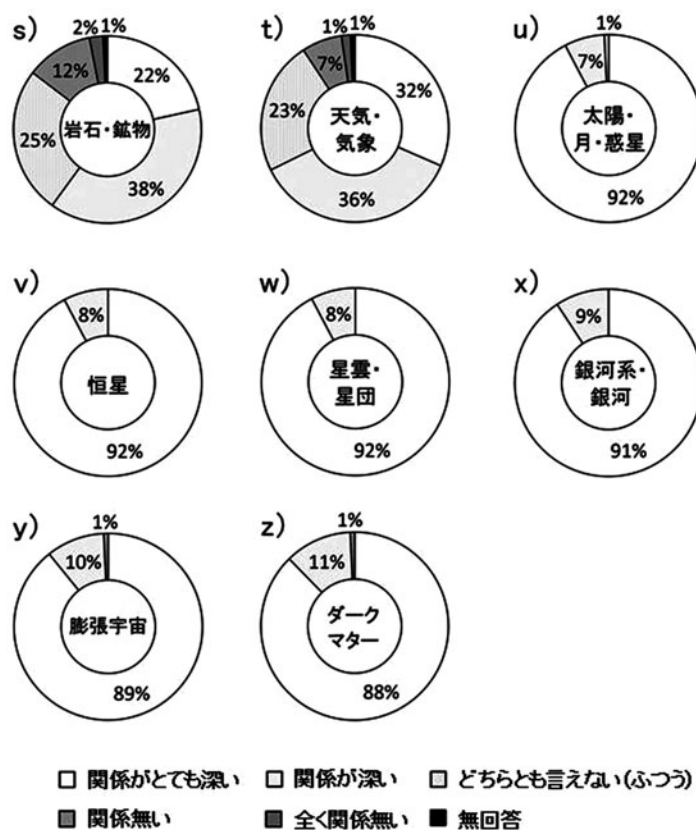 s)
2%
1%
22%
38%
25%
12%
岩石・鉱物
t)
1%
1%
32%
36%
23%
7%
天気・
気象
u)
1%
7%
92%
太陽・
月・惑星
v)
8%
92%
恒星
w)
8%
92%
星雲・
星団
x)
9%
91%
銀河系・
銀河
y)
1%
10%
89%
膨張宇宙
z)
1%
11%
88%
ダーク
マター
関係がとても深い 関係が深い どちらとも言えない(ふつう)
関係無い 全く関係無い 無回答